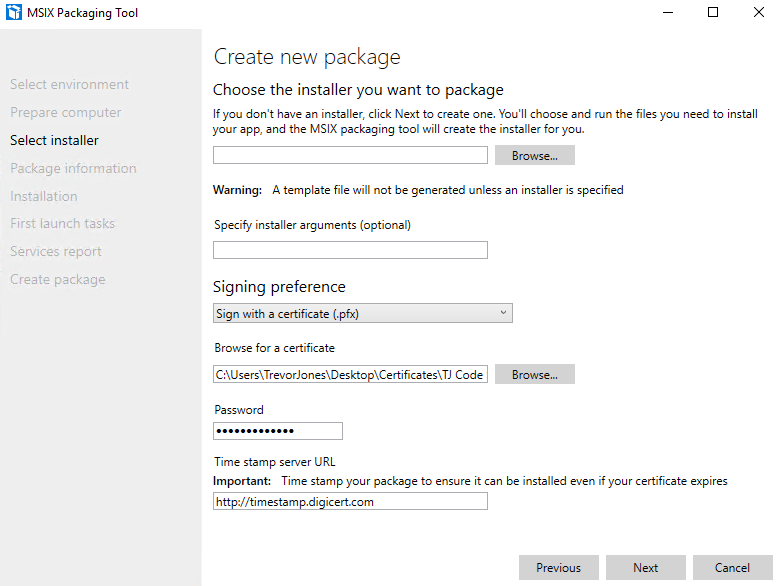 MSIX Packaging Tool
Select environment
Prepare computer
Select installer
Package information
Installation
First launch tasks
Services report
Create package
Create new package
Choose the installer you want to package
If you don't have an installer, click Next to create one. You'll choose and run the files you need to install
your app, and the MSIX packaging tool will create the installer for you.
Browse...
Warning: A template file will not be generated unless an installer is specified
Specify installer arguments (optional)
Signing preference
Sign with a certificate (.pfx)
Browse for a certificate
C:\Users\TrevorJones\Desktop\Certificates\TJ Code
Browse...
Password
•••••••••••••
Time stamp server URL
Important: Time stamp your package to ensure it can be installed even if your certificate expires
http://timestamp.digicert.com
Previous
Next
Cancel